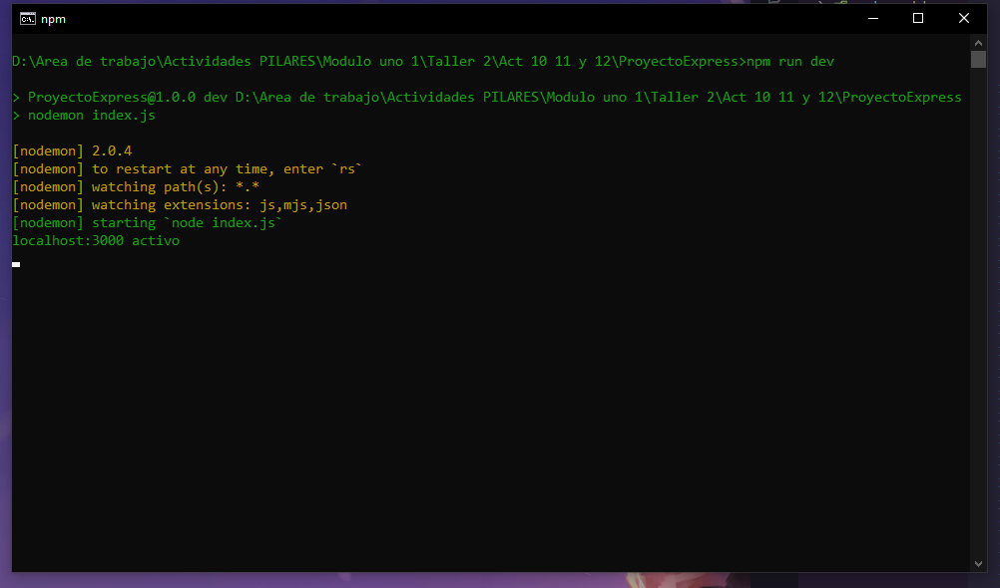 npm
D:\Area de trabajo\Actividades PILARES\Modulo uno 1\Taller 2\Act 10 11 y 12\ProyectoExpress>npm run dev
> ProyectoExpress@1.0.0 dev D:\Area de trabajo\Actividades PILARES\Modulo uno 1\Taller 2\Act 10 11 y 12\ProyectoExpress
> nodemon index.js
[nodemon] 2.0.4
[nodemon] to restart at any time, enter `rs`
[nodemon] watching path(s): *.*
[nodemon] watching extensions: js,mjs,json
[nodemon] starting `node index.js`
localhost:3000 activo